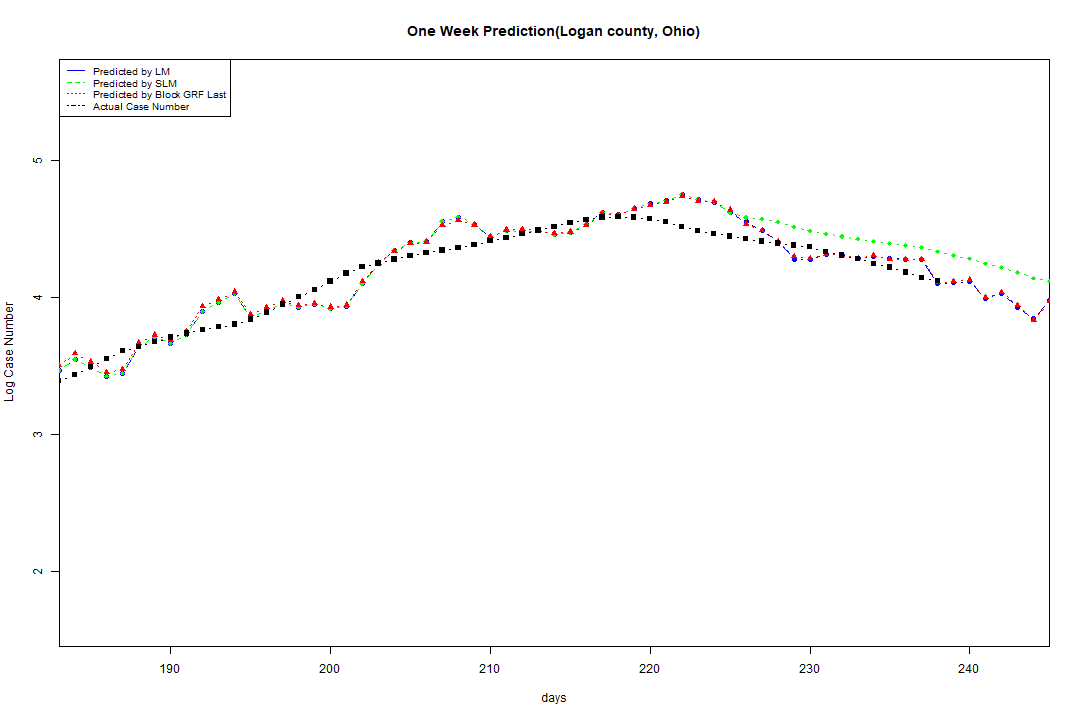 One Week Prediction(Logan county, Ohio)
Predicted by LM
Predicted by SLM
Predicted by Block GRF Last
Actual Case Number
5
4
3
2
Log Case Number
190 200 210 220 230 240
days